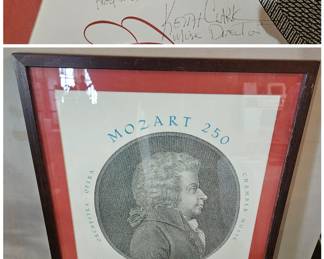 Keith Clark
Music Director
MOZART 250
ORCHESTRA · OPERA
CHAMBER MUSIC